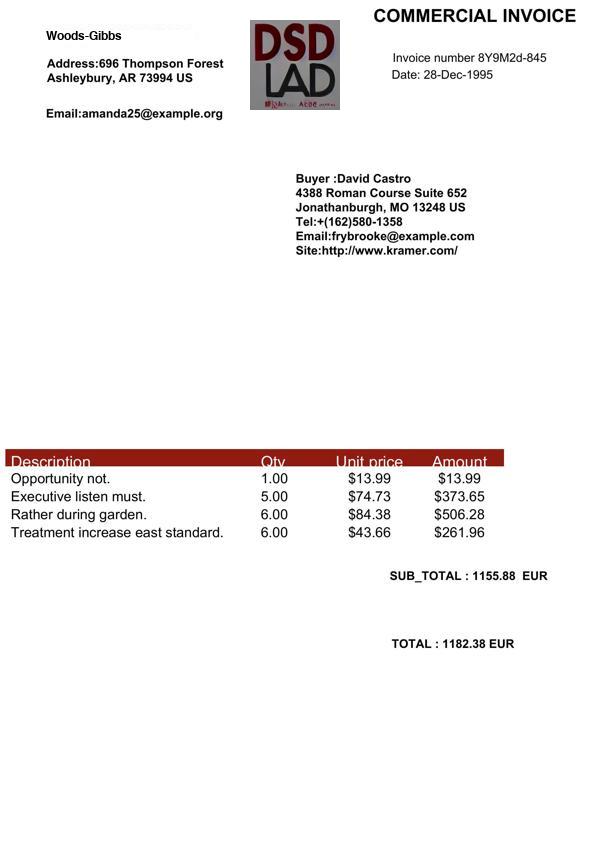 COMMERCIAL INVOICE
Woods-Gibbs
Address:696 Thompson Forest
Ashleybury, AR 73994 US
Email:amanda25@example.org
DSD
LAD
Invoice number 8Y9M2d-845
Date: 28-Dec-1995
Buyer :David Castro
4388 Roman Course Suite 652
Jonathanburgh, MO 13248 US
Tel:+(162)580-1358
Email:frybrooke@example.com
Site:http://www.kramer.com/
Description Qty Unit price Amount
Opportunity not. 1.00 $13.99 $13.99
Executive listen must. 5.00 $74.73 $373.65
Rather during garden. 6.00 $84.38 $506.28
Treatment increase east standard. 6.00 $43.66 $261.96
SUB_TOTAL : 1155.88 EUR
TOTAL : 1182.38 EUR